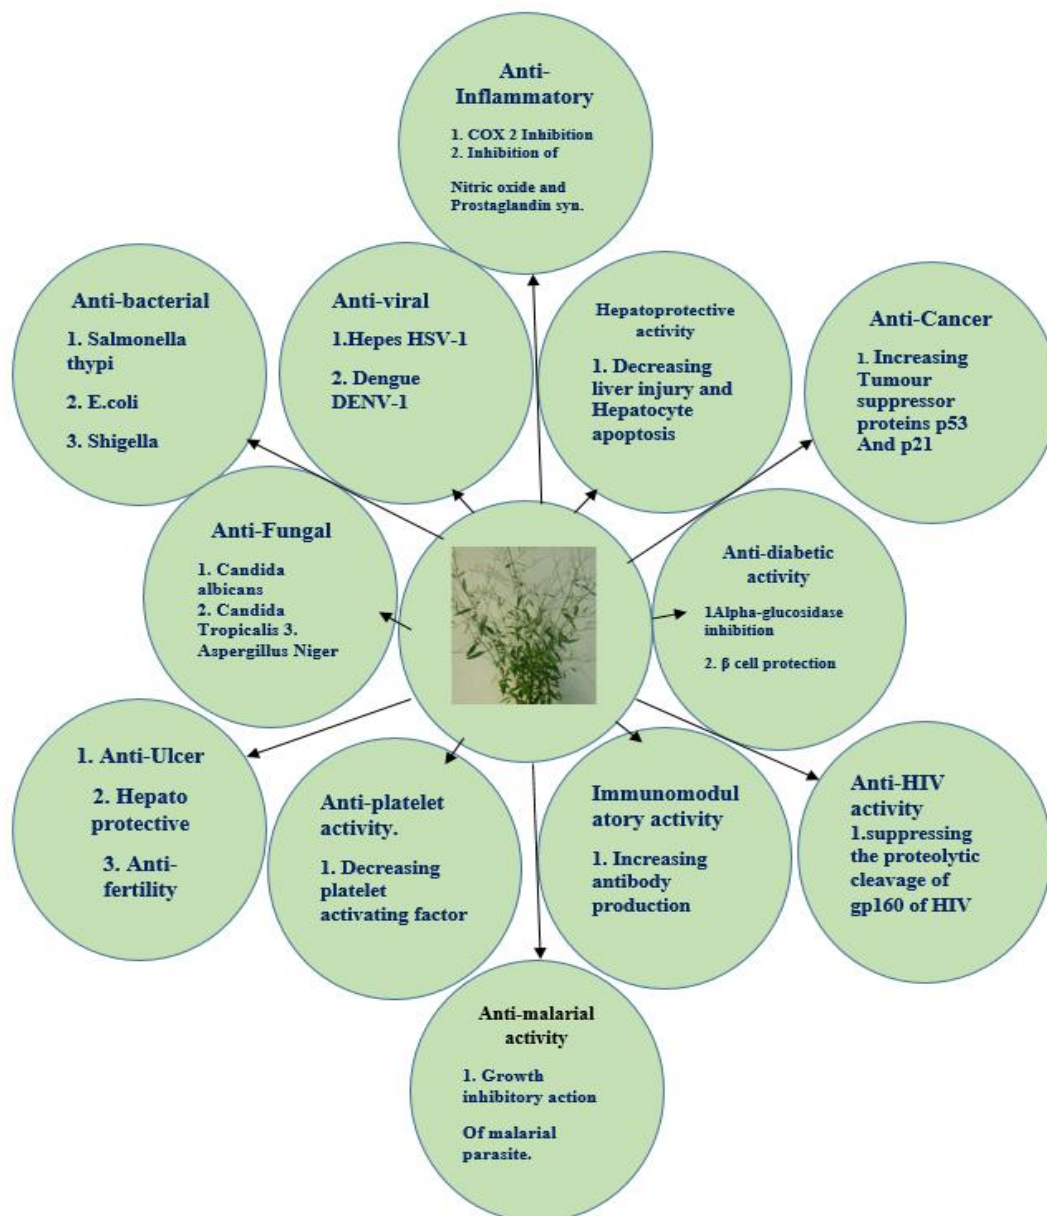 Anti-
Inflammatory
1. COX 2 Inhibition
2. Inhibition of
Nitric oxide and
Prostaglandin syn.
Anti-bacterial
1. Salmonella
thypi
2. E.coli
3. Shigella
Anti-viral
1.Hepes HSV-1
2. Dengue
DENV-1
Hepatoprotective
activity
1. Decreasing
liver injury and
Hepatocyte
apoptosis
Anti-Cancer
1. Increasing
Tumour
suppressor
proteins p53
And p21
Anti-Fungal
1. Candida
albicans
2. Candida
Tropicalis 3.
Aspergillus Niger
Anti-diabetic
activity
1.Alpha-glucosidase
inhibition
2. β cell protection
1. Anti-Ulcer
2. Hepato
protective
3. Anti-
fertility
Anti-platelet
activity.
1. Decreasing
platelet
activating factor
Immunomodul
atory activity
1. Increasing
antibody
production
Anti-HIV
activity
1.suppressing
the proteolytic
cleavage of
gp160 of HIV
Anti-malarial
activity
1. Growth
inhibitory action
Of malarial
parasite.